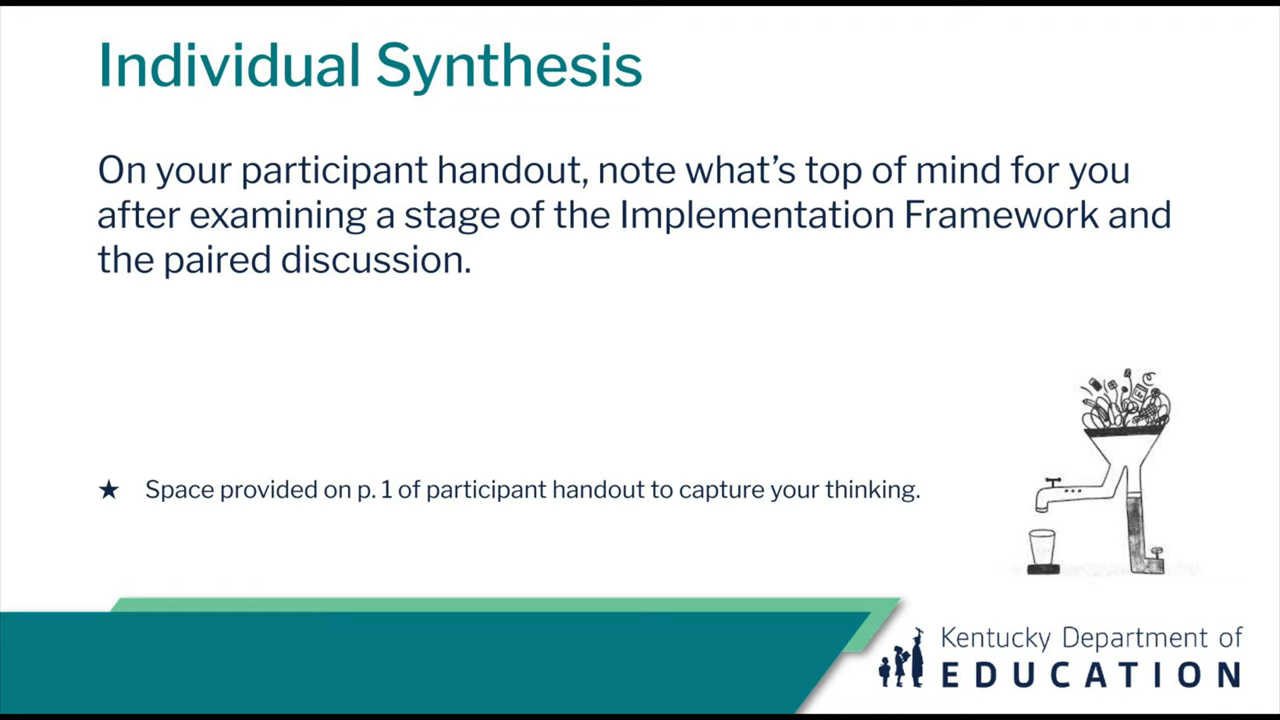 Individual Synthesis
On your participant handout, note what’s top of mind for you
after examining a stage of the Implementation Framework and
the paired discussion.
★ Space provided on p. 1 of participant handout to capture your thinking.
Kentucky Department of
EDUCATION